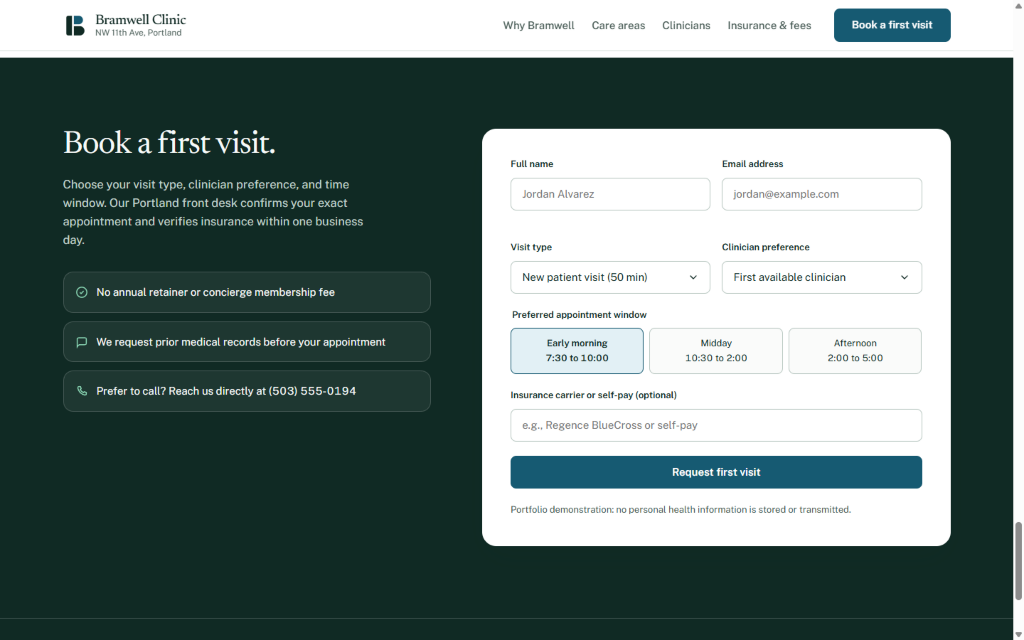 Bramwell Clinic
NW 11th Ave, Portland
Why Bramwell
Care areas
Clinicians
Insurance & fees
Book a first visit
Book a first visit.
Choose your visit type, clinician preference, and time
window. Our Portland front desk confirms your exact
appointment and verifies insurance within one business
day.
No annual retainer or concierge membership fee
We request prior medical records before your appointment
Prefer to call? Reach us directly at (503) 555-0194
Full name
Email address
Jordan Alvarez
jordan@example.com
Visit type
Clinician preference
New patient visit (50 min)
First available clinician
Preferred appointment window
Early morning
7:30 to 10:00
Midday
10:30 to 2:00
Afternoon
2:00 to 5:00
Insurance carrier or self-pay (optional)
e.g., Regence BlueCross or self-pay
Request first visit
Portfolio demonstration: no personal health information is stored or transmitted.